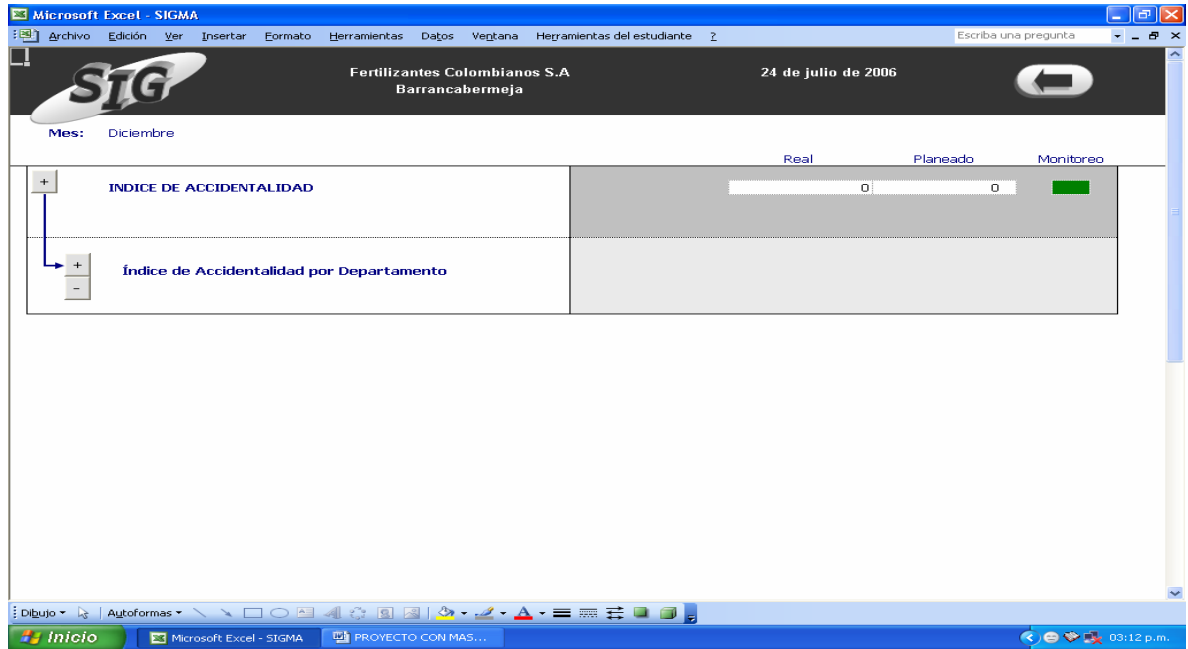 Microsoft Excel - SIGMA
Archivo Edición Ver Insertar Formato Herramientas Datos Ventana Herramientas del estudiante ? Escriba una pregunta
SIG Fertilizantes Colombianos S.A 24 de julio de 2006
Barrancabermeja
Mes: Diciembre
Real Planeado Monitoreo
+ INDICE DE ACCIDENTALIDAD 0 0
+ Índice de Accidentalidad por Departamento
-
Dibujo Autoformas
Inicio Microsoft Excel - SIGMA PROYECTO CON MAS... 03:12 p.m.